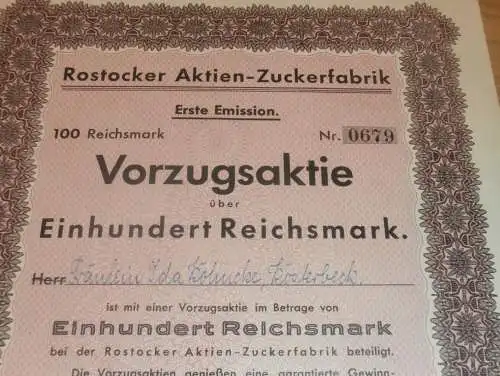 Rostocker Aktien-Zuckerfabrik
Erste Emission.
100 Reichsmark Nr. 0679
Vorzugsaktie
über
Einhundert Reichsmark.
Herr Fräulein Ida Kösterbeck
ist mit einer Vorzugsaktie im Betrage von
Einhundert Reichsmark
bei der Rostocker Aktien-Zuckerfabrik beteiligt.
Die Vorzugsaktien genießen eine garantierte Gewinn-